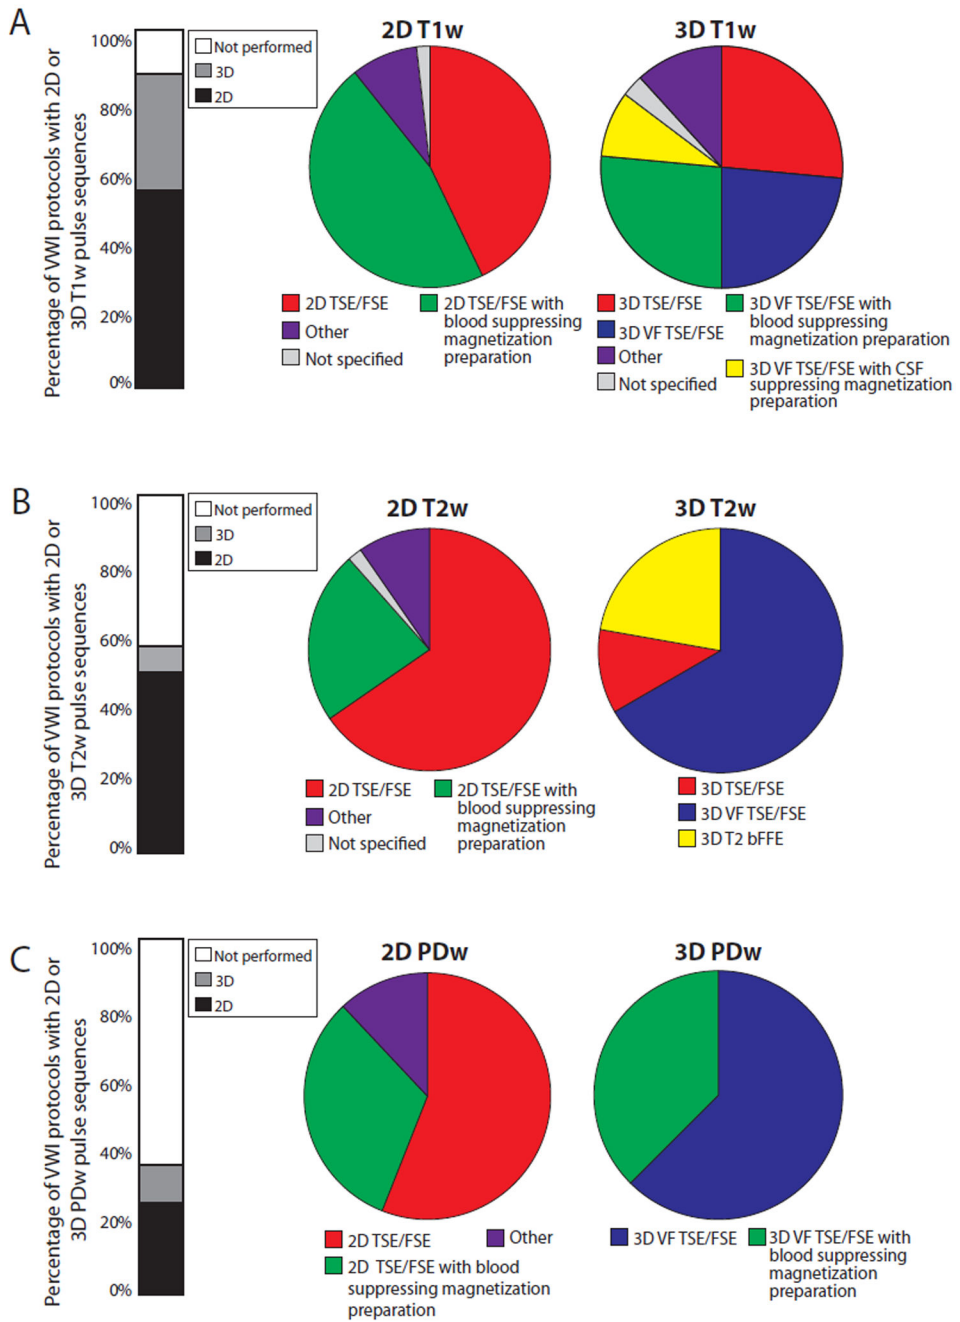 A
Percentage of VWI protocols with 2D or
3D T1w pulse sequences
100%
80%
60%
40%
20%
0%
Not performed
3D
2D
2D T1w
2D TSE/FSE
Other
Not specified
2D TSE/FSE with
blood suppressing
magnetization
preparation
3D T1w
3D TSE/FSE
3D VF TSE/FSE
Other
Not specified
3D VF TSE/FSE with
blood suppressing
magnetization preparation
3D VF TSE/FSE with CSF
suppressing magnetization
preparation
B
Percentage of VWI protocols with 2D or
3D T2w pulse sequences
100%
80%
60%
40%
20%
0%
Not performed
3D
2D
2D T2w
2D TSE/FSE
Other
Not specified
2D TSE/FSE with
blood suppressing
magnetization
preparation
3D T2w
3D TSE/FSE
3D VF TSE/FSE
3D T2 bFFE
C
Percentage of VWI protocols with 2D or
3D PDw pulse sequences
100%
80%
60%
40%
20%
0%
Not performed
3D
2D
2D PDw
2D TSE/FSE
Other
2D TSE/FSE with blood
suppressing magnetization
preparation
3D PDw
3D VF TSE/FSE
3D VF TSE/FSE with
blood suppressing
magnetization
preparation